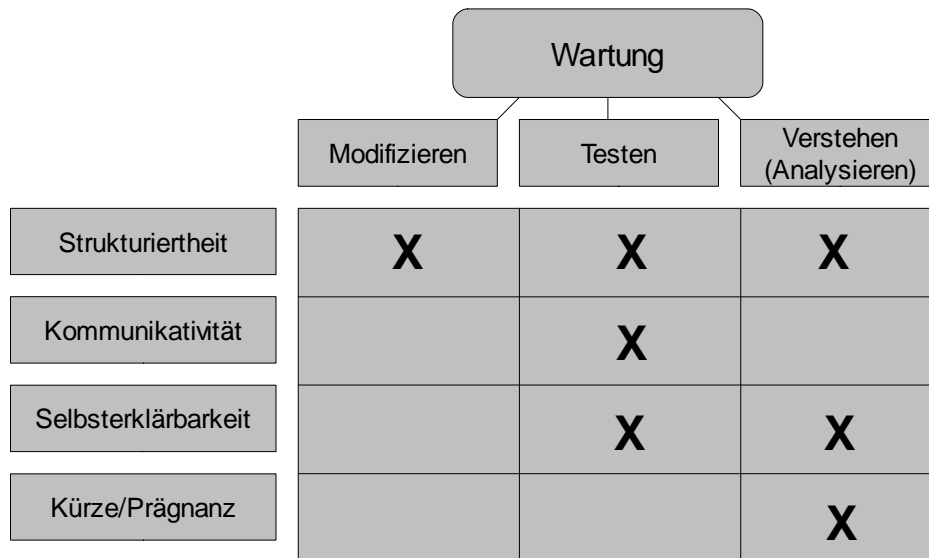 Wartung
Modifizieren
Testen
Verstehen
(Analysieren)
Strukturiertheit
X
X
X
Kommunikativität
X
Selbsterklärbarkeit
X
X
Kürze/Prägnanz
X